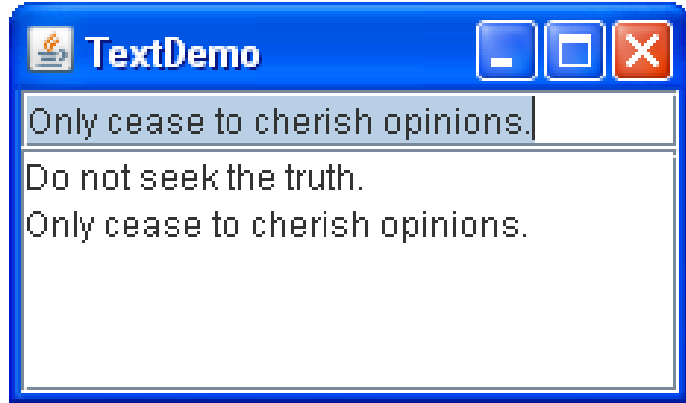 TextDemo
Only cease to cherish opinions.
Do not seek the truth.
Only cease to cherish opinions.